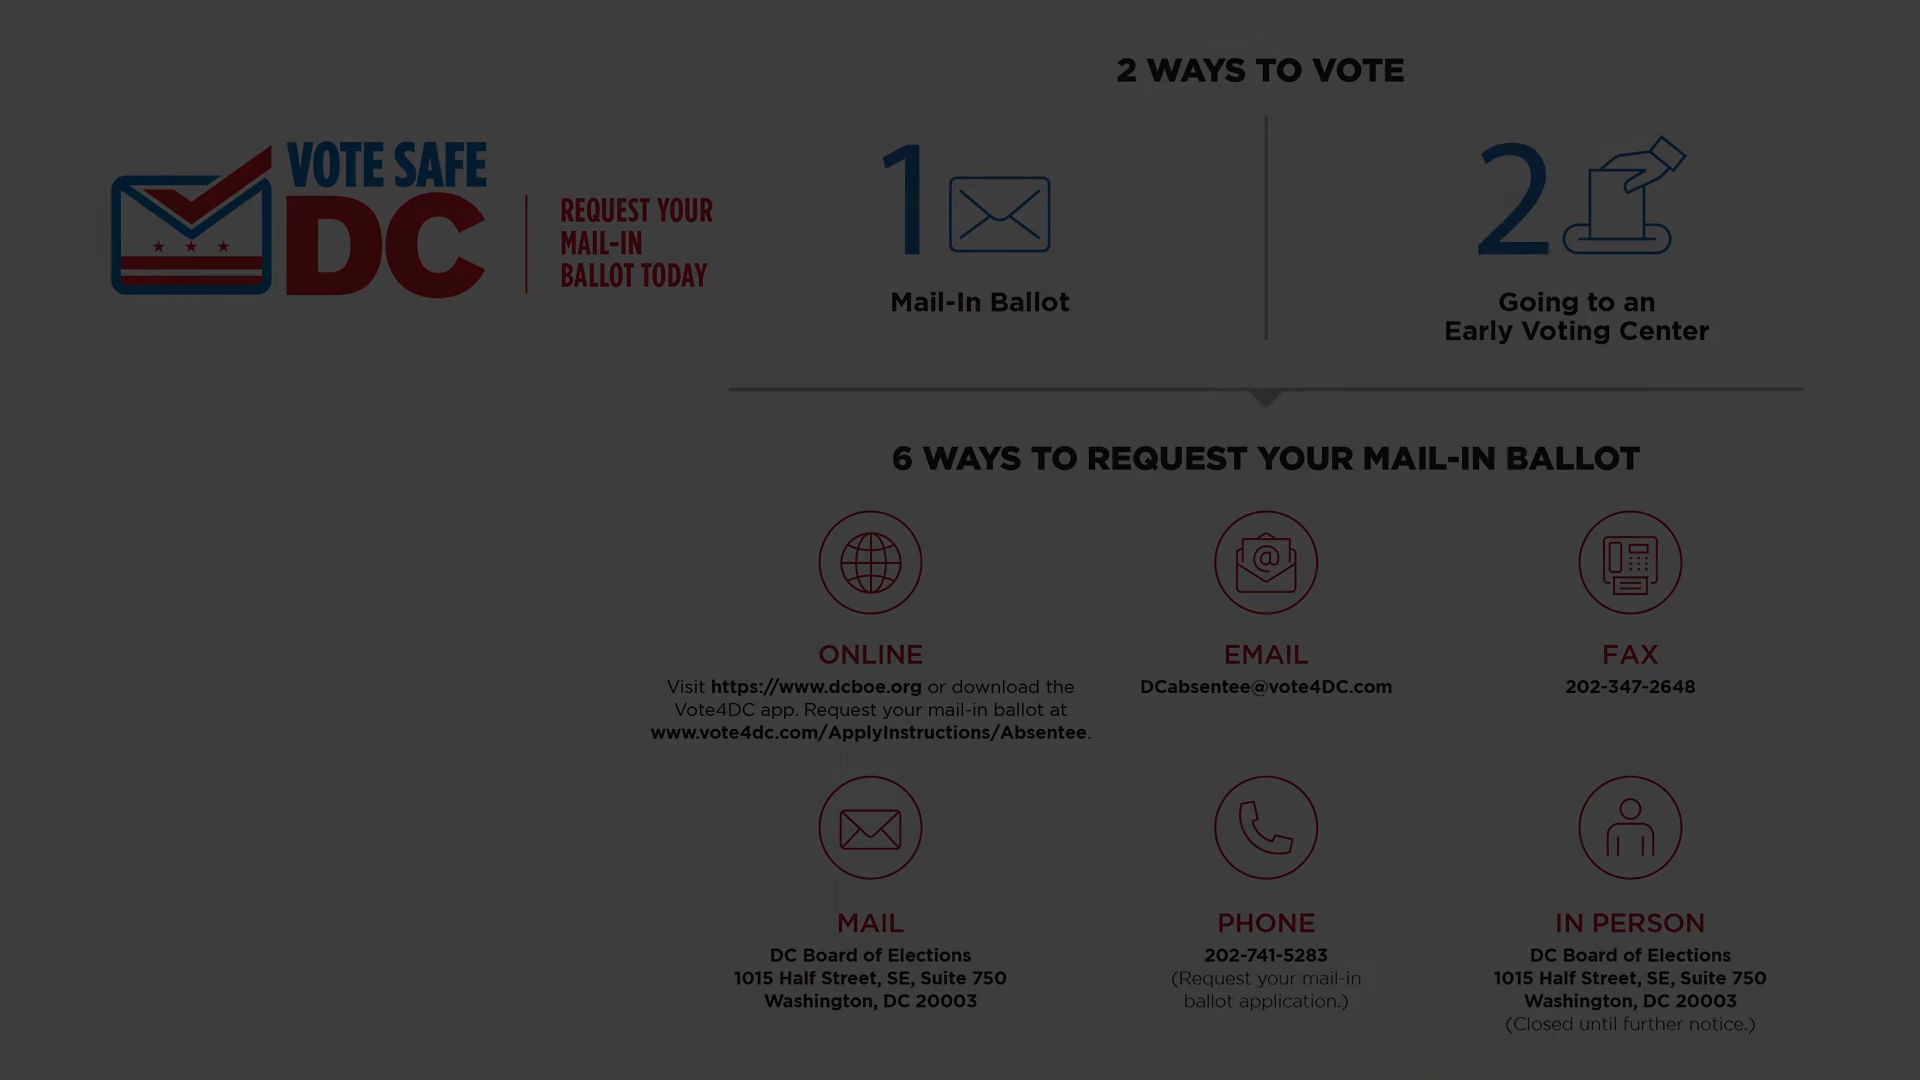 2 WAYS TO VOTE
VOTE SAFE
DC
REQUEST YOUR
MAIL-IN
BALLOT TODAY
1
Mail-In Ballot
2
Going to an
Early Voting Center
6 WAYS TO REQUEST YOUR MAIL-IN BALLOT
@
ONLINE
Visit https://www.dcboe.org or download the
Vote4DC app. Request your mail-in ballot at
www.vote4dc.com/ApplyInstructions/Absentee.
EMAIL
DCabsentee@vote4DC.com
FAX
202-347-2648
MAIL
DC Board of Elections
1015 Half Street, SE, Suite 750
Washington, DC 20003
PHONE
202-741-5283
(Request your mail-in
ballot application.)
IN PERSON
DC Board of Elections
1015 Half Street, SE, Suite 750
Washington, DC 20003
(Closed until further notice.)